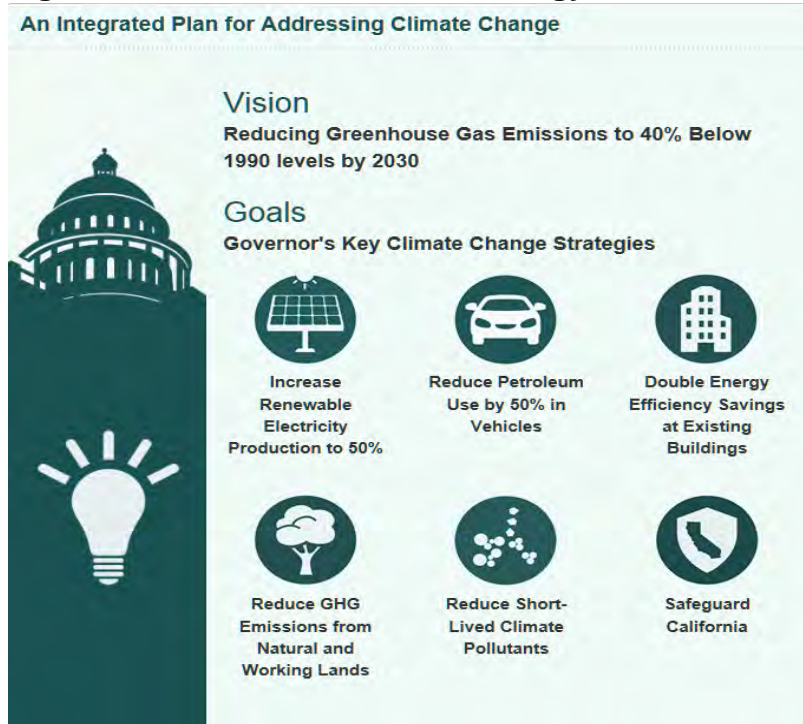 An Integrated Plan for Addressing Climate Change
Vision
Reducing Greenhouse Gas Emissions to 40% Below
1990 levels by 2030
Goals
Governor's Key Climate Change Strategies
Increase
Renewable
Electricity
Production to 50%
Reduce Petroleum
Use by 50% in
Vehicles
Double Energy
Efficiency Savings
at Existing
Buildings
Reduce GHG
Emissions from
Natural and
Working Lands
Reduce Short-
Lived Climate
Pollutants
Safeguard
California